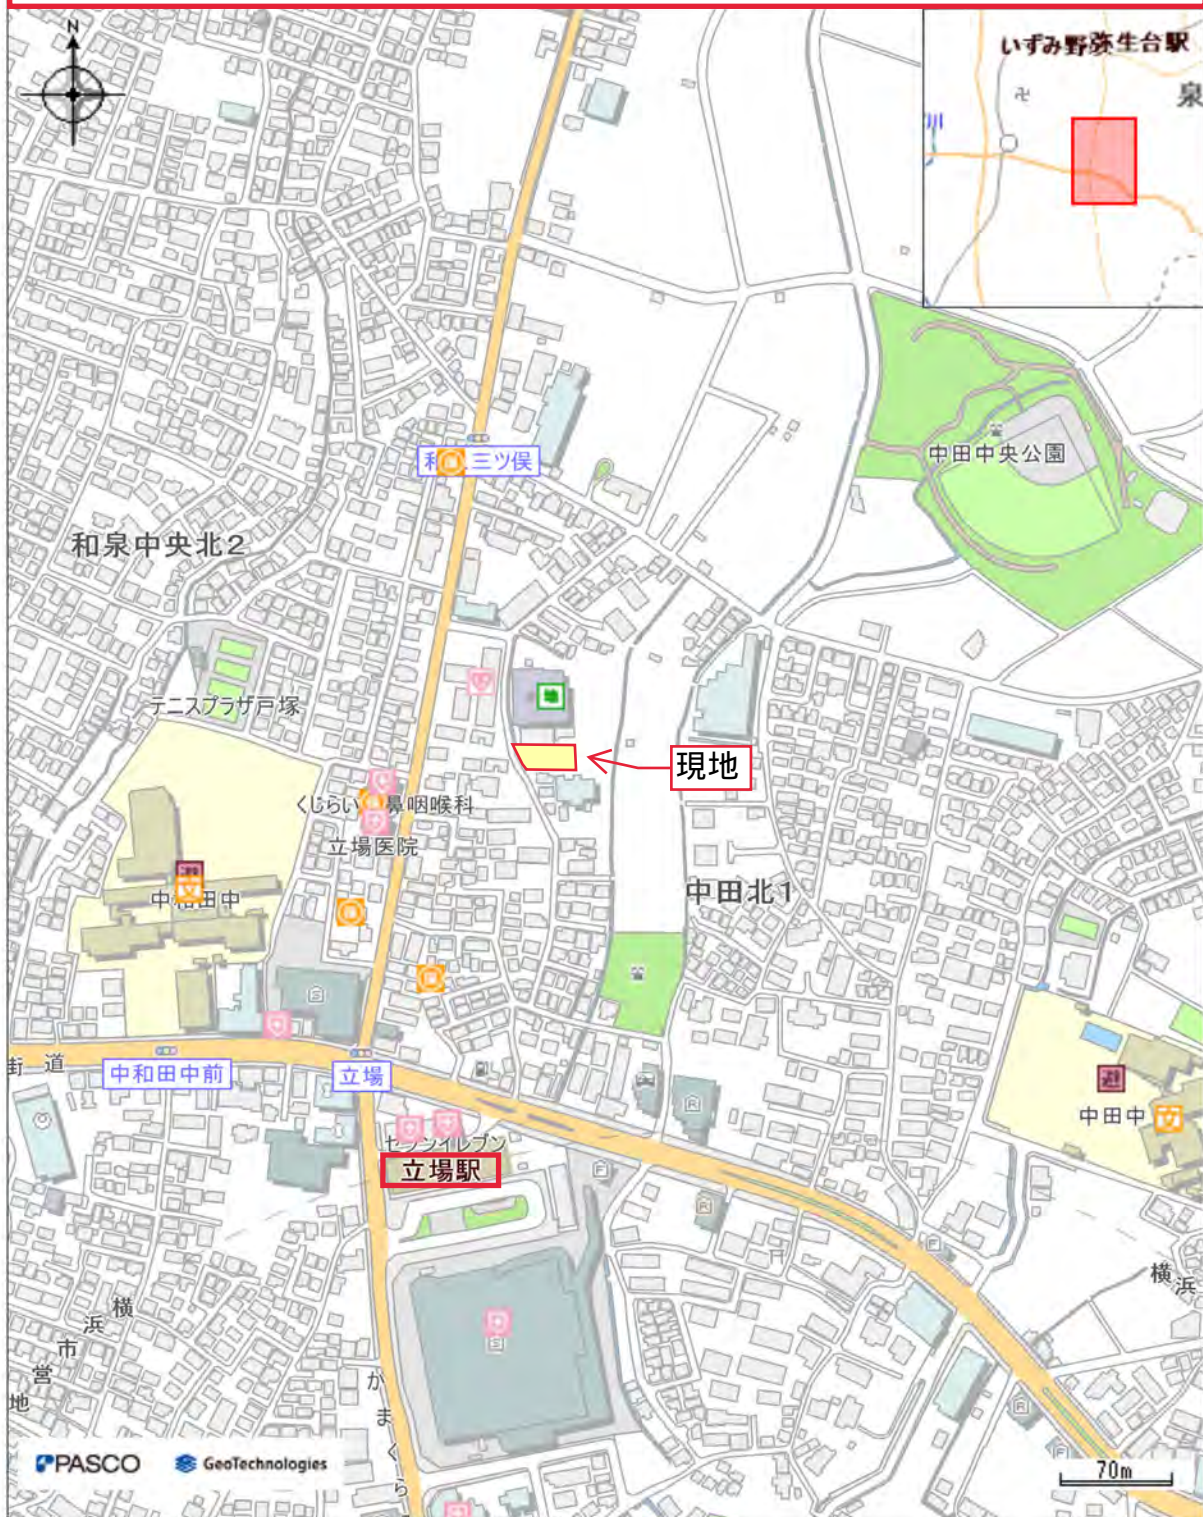 N
いずみ野弥生台駅
泉
川
三ツ俣
中田中央公園
和泉中央北2
地
テニスプラザ戸塚
現地
くじらい
鼻咽喉科
立場医院
文
中和田中
中田北1
街道
中和田中前
立場
避
中田中
文
セブンイレブン
立場駅
横浜
横浜市営地
かまくら
PASCO
GeoTechnologies
70m